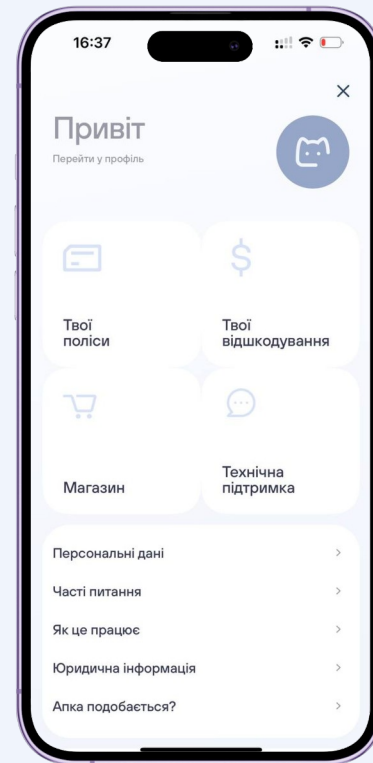 16:37
Привіт
Перейти у профіль
Твої
поліси
Твої
відшкодування
Магазин
Технічна
підтримка
Персональні дані
Часті питання
Як це працює
Юридична інформація
Апка подобається?